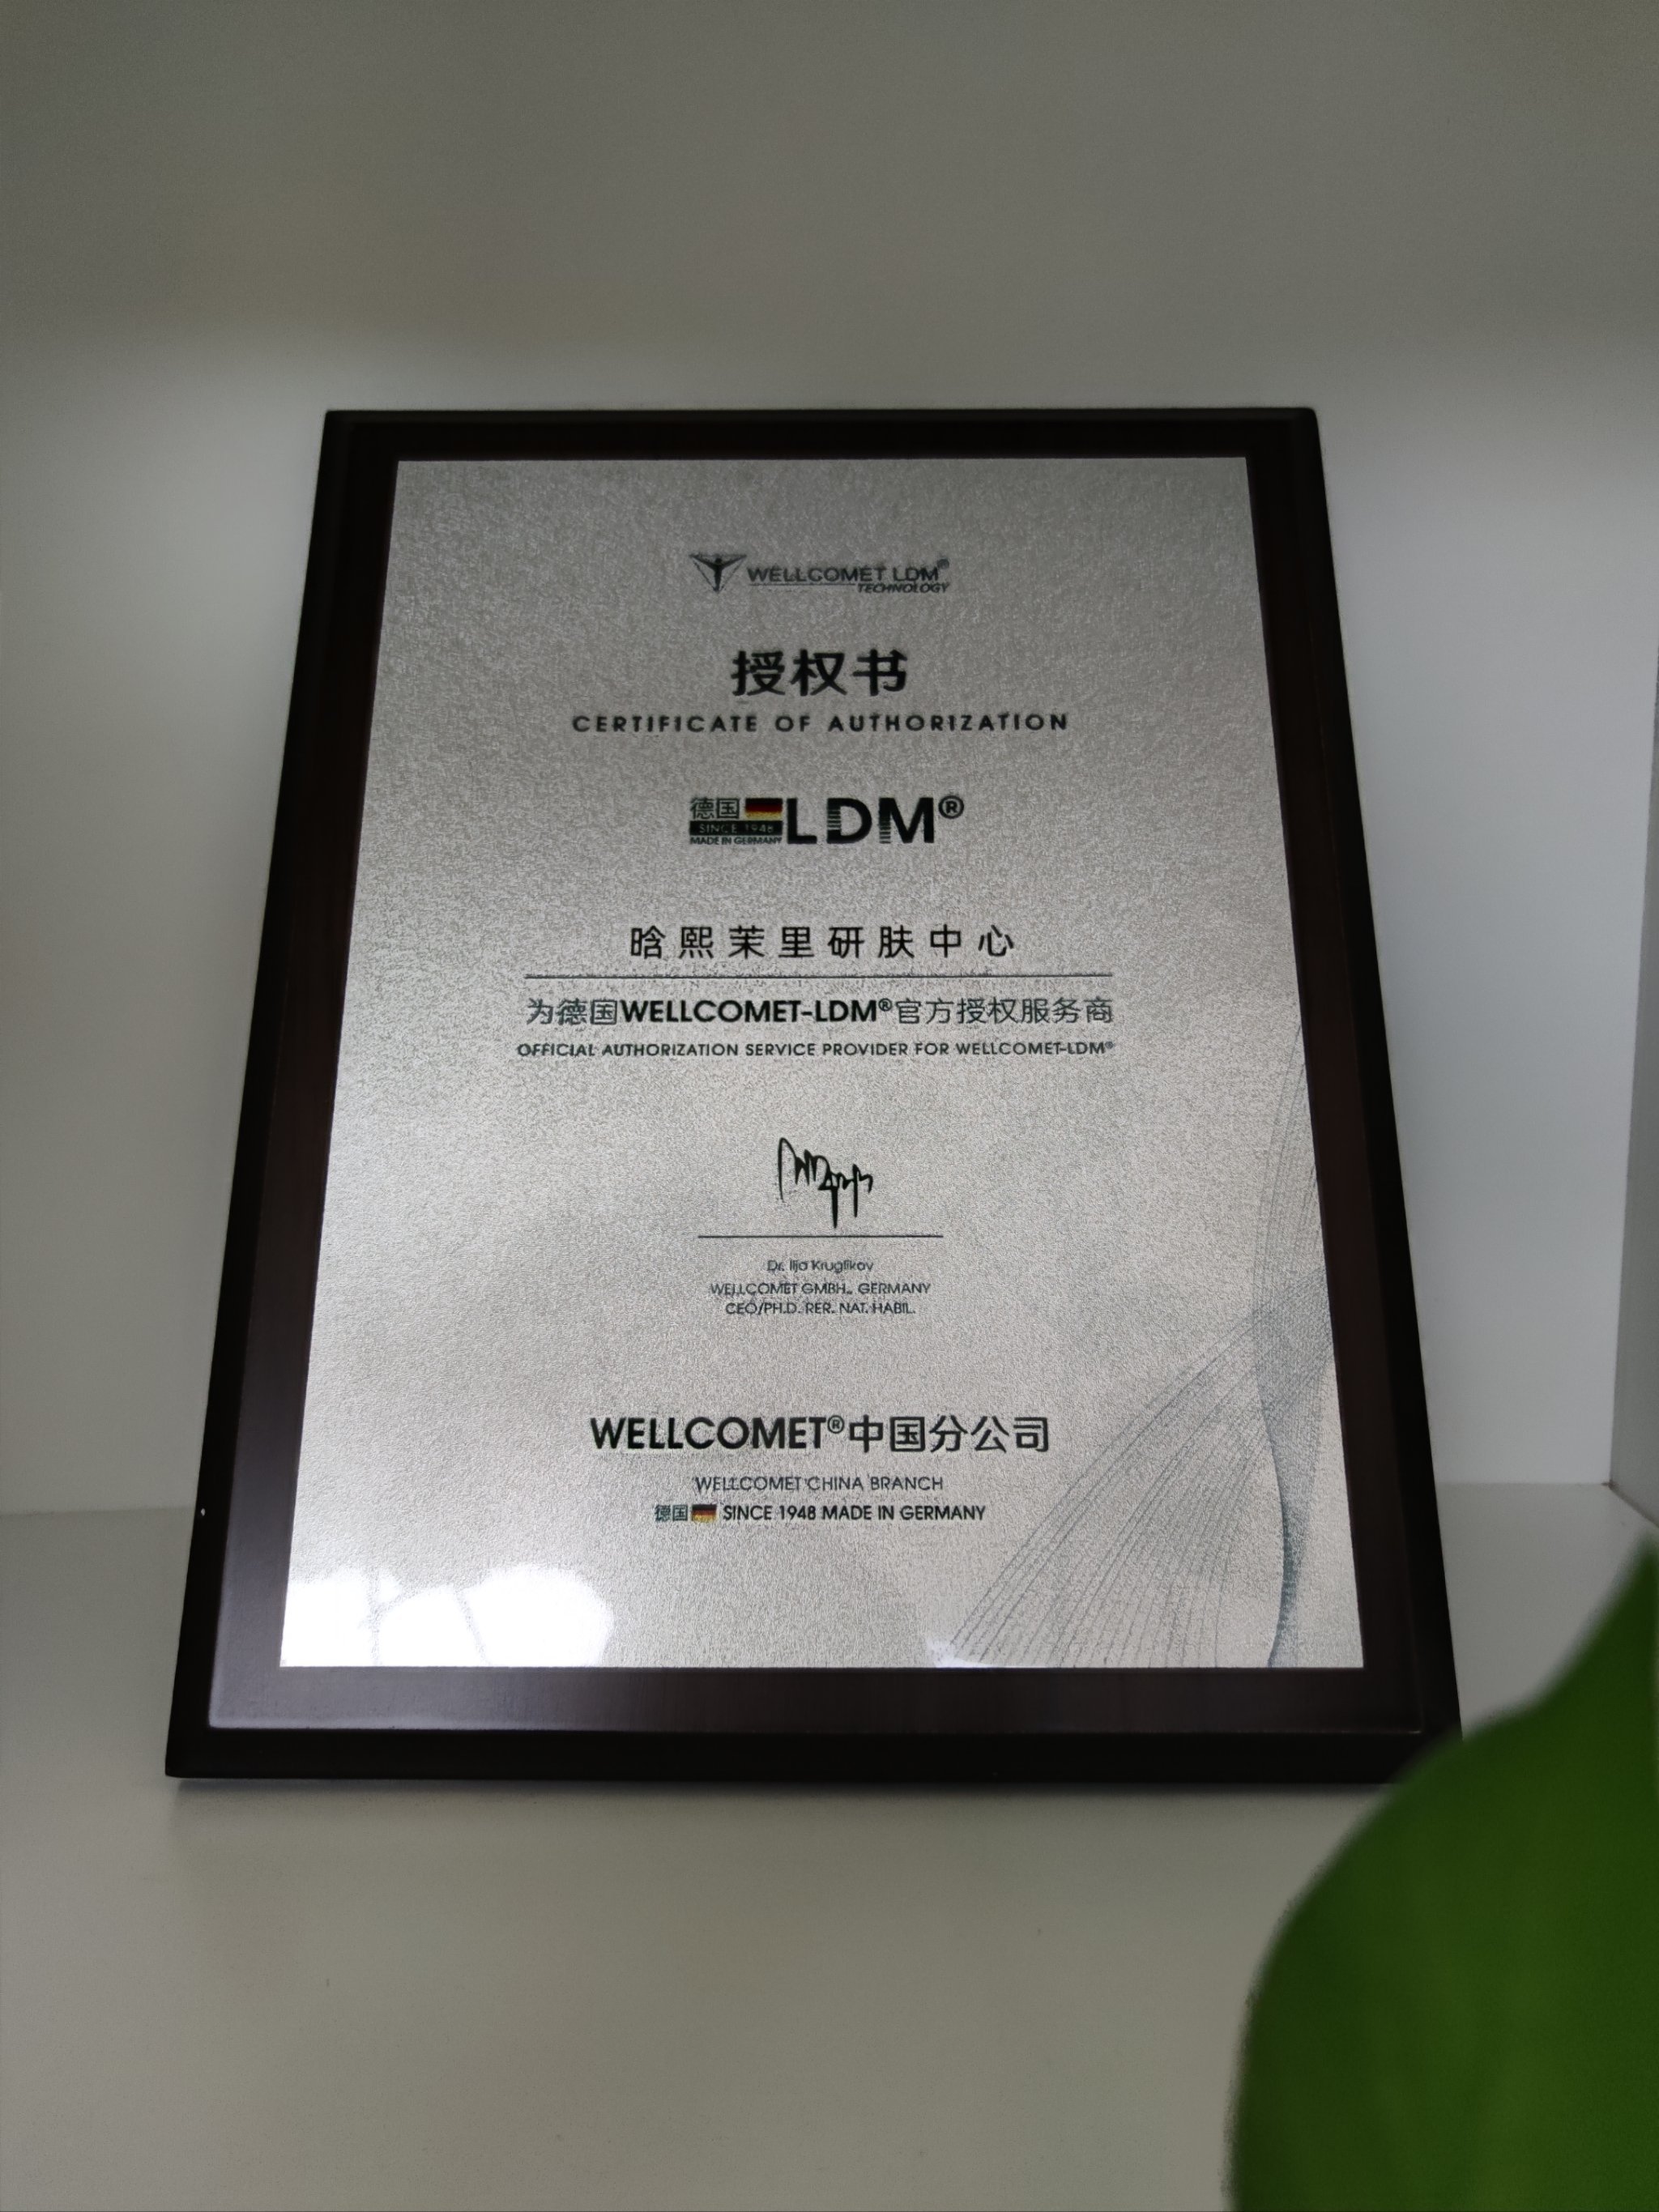 WELLCOMET LDM®
TECHNOLOGY
授权书
CERTIFICATE OF AUTHORIZATION
德国 LDM®
SINCE 1948
MADE IN GERMANY
晗熙茉里研肤中心
为德国WELLCOMET-LDM®官方授权服务商
OFFICIAL AUTHORIZATION SERVICE PROVIDER FOR WELLCOMET-LDM®
Dr. Ilja Kruglikov
WELLCOMET GMBH., GERMANY
CEO/PH.D. RER. NAT. HABIL.
WELLCOMET®中国分公司
WELLCOMET CHINA BRANCH
德国 SINCE 1948 MADE IN GERMANY